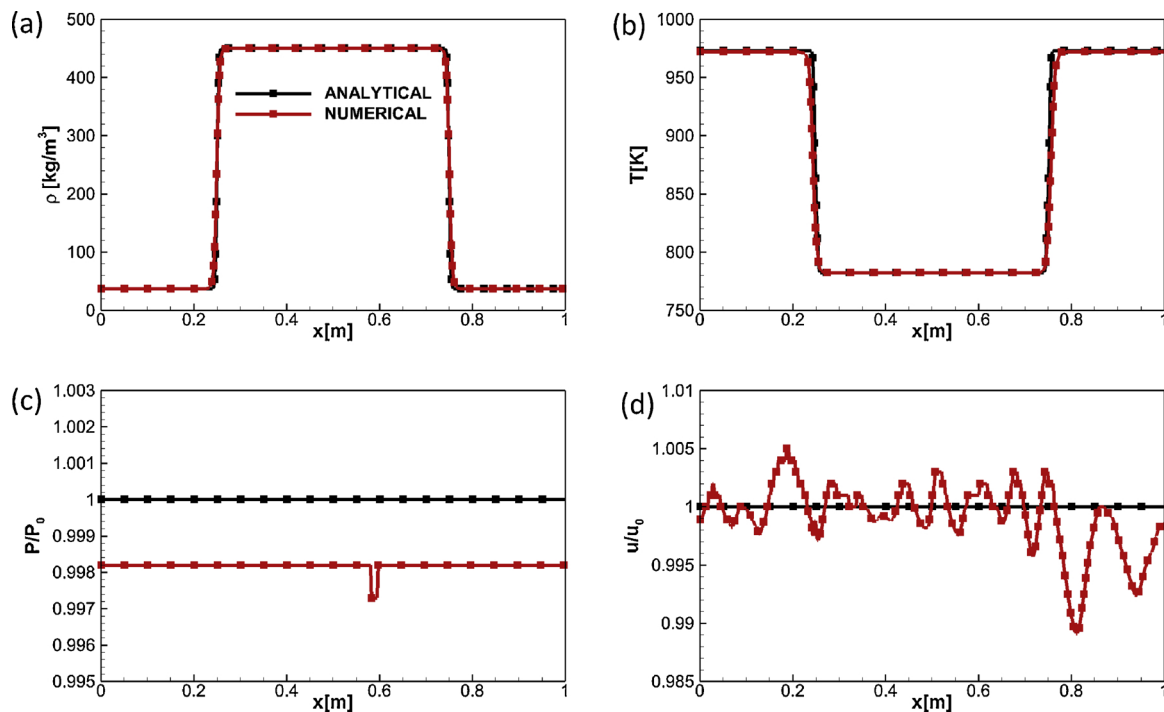 (a)
500
400
300
200
100
0
ρ [kg/m³]
ANALYTICAL
NUMERICAL
0 0.2 0.4 0.6 0.8 1
x[m]
(b)
1000
950
900
850
800
750
T[K]
0 0.2 0.4 0.6 0.8 1
x[m]
(c)
1.003
1.002
1.001
1
0.999
0.998
0.997
0.996
0.995
P/P₀
0 0.2 0.4 0.6 0.8 1
x[m]
(d)
1.01
1.005
1
0.995
0.99
0.985
u/u₀
0 0.2 0.4 0.6 0.8 1
x[m]